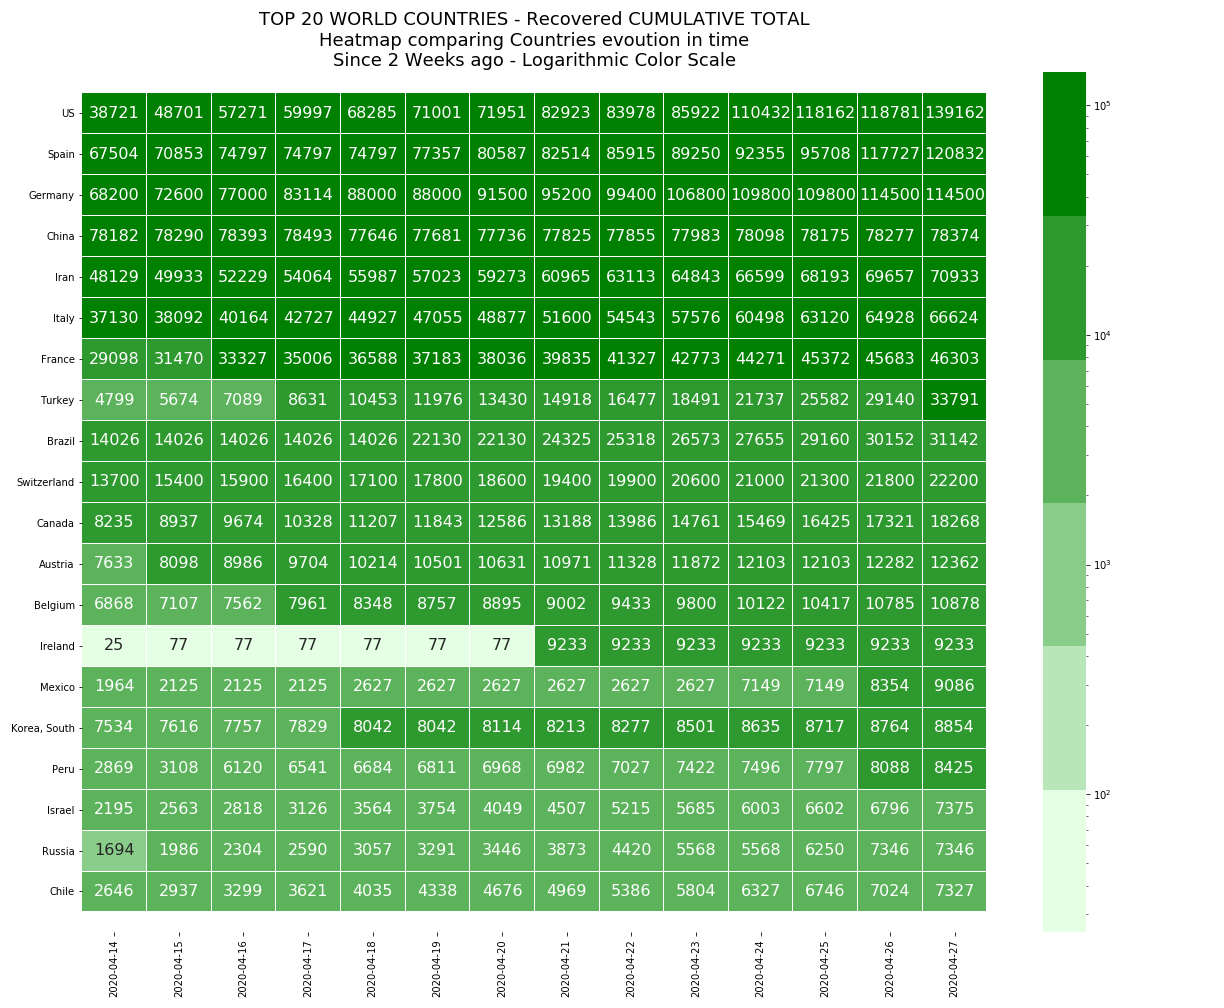 TOP 20 WORLD COUNTRIES - Recovered CUMULATIVE TOTAL
Heatmap comparing Countries evoution in time
Since 2 Weeks ago - Logarithmic Color Scale
US 38721 48701 57271 59997 68285 71001 71951 82923 83978 85922 110432 118162 118781 139162
Spain 67504 70853 74797 74797 74797 77357 80587 82514 85915 89250 92355 95708 117727 120832
Germany 68200 72600 77000 83114 88000 88000 91500 95200 99400 106800 109800 109800 114500 114500
China 78182 78290 78393 78493 77646 77681 77736 77825 77855 77983 78098 78175 78277 78374
Iran 48129 49933 52229 54064 55987 57023 59273 60965 63113 64843 66599 68193 69657 70933
Italy 37130 38092 40164 42727 44927 47055 48877 51600 54543 57576 60498 63120 64928 66624
France 29098 31470 33327 35006 36588 37183 38036 39835 41327 42773 44271 45372 45683 46303
Turkey 4799 5674 7089 8631 10453 11976 13430 14918 16477 18491 21737 25582 29140 33791
Brazil 14026 14026 14026 14026 14026 22130 22130 24325 25318 26573 27655 29160 30152 31142
Switzerland 13700 15400 15900 16400 17100 17800 18600 19400 19900 20600 21000 21300 21800 22200
Canada 8235 8937 9674 10328 11207 11843 12586 13188 13986 14761 15469 16425 17321 18268
Austria 7633 8098 8986 9704 10214 10501 10631 10971 11328 11872 12103 12103 12282 12362
Belgium 6868 7107 7562 7961 8348 8757 8895 9002 9433 9800 10122 10417 10785 10878
Ireland 25 77 77 77 77 77 77 9233 9233 9233 9233 9233 9233 9233
Mexico 1964 2125 2125 2125 2627 2627 2627 2627 2627 2627 7149 7149 8354 9086
Korea, South 7534 7616 7757 7829 8042 8042 8114 8213 8277 8501 8635 8717 8764 8854
Peru 2869 3108 6120 6541 6684 6811 6968 6982 7027 7422 7496 7797 8088 8425
Israel 2195 2563 2818 3126 3564 3754 4049 4507 5215 5685 6003 6602 6796 7375
Russia 1694 1986 2304 2590 3057 3291 3446 3873 4420 5568 5568 6250 7346 7346
Chile 2646 2937 3299 3621 4035 4338 4676 4969 5386 5804 6327 6746 7024 7327
2020-04-14 2020-04-15 2020-04-16 2020-04-17 2020-04-18 2020-04-19 2020-04-20 2020-04-21 2020-04-22 2020-04-23 2020-04-24 2020-04-25 2020-04-26 2020-04-27
10⁵
10⁴
10³
10²